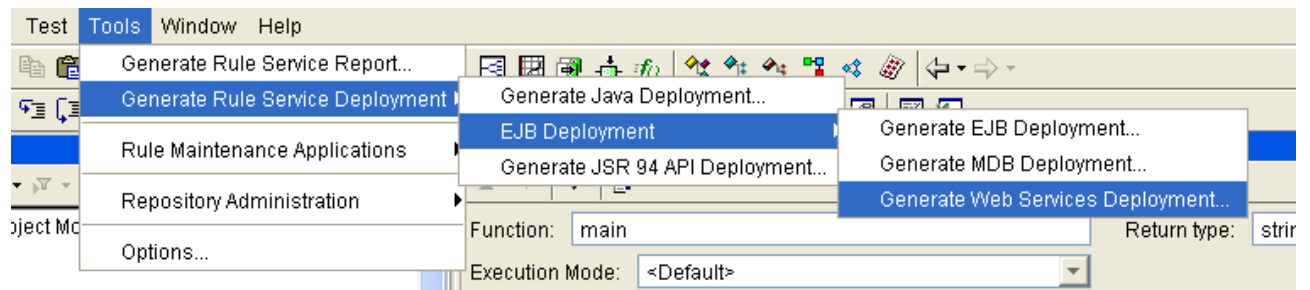 Test Tools Window Help
Generate Rule Service Report...
Generate Rule Service Deployment
Rule Maintenance Applications
Repository Administration
Options...
Generate Java Deployment...
EJB Deployment
Generate JSR 94 API Deployment...
Generate EJB Deployment...
Generate MDB Deployment...
Generate Web Services Deployment...
Function: main Return type:
Execution Mode: <Default>